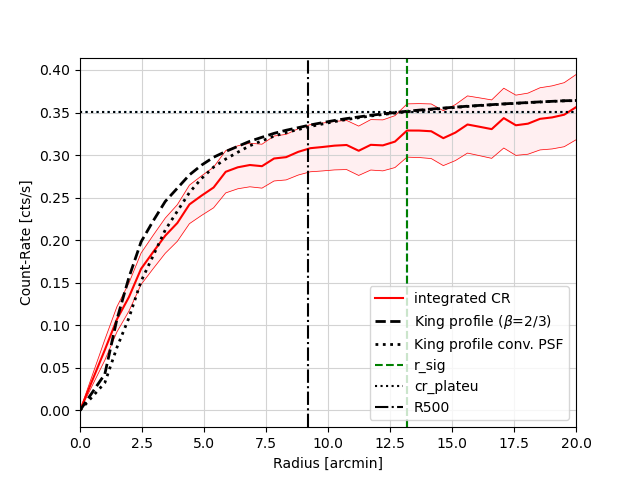 0.40
0.35
0.30
0.25
0.20
0.15
0.10
0.05
0.00
Count-Rate [cts/s]
integrated CR
King profile (β=2/3)
King profile conv. PSF
r_sig
cr_plateu
R500
0.0 2.5 5.0 7.5 10.0 12.5 15.0 17.5 20.0
Radius [arcmin]